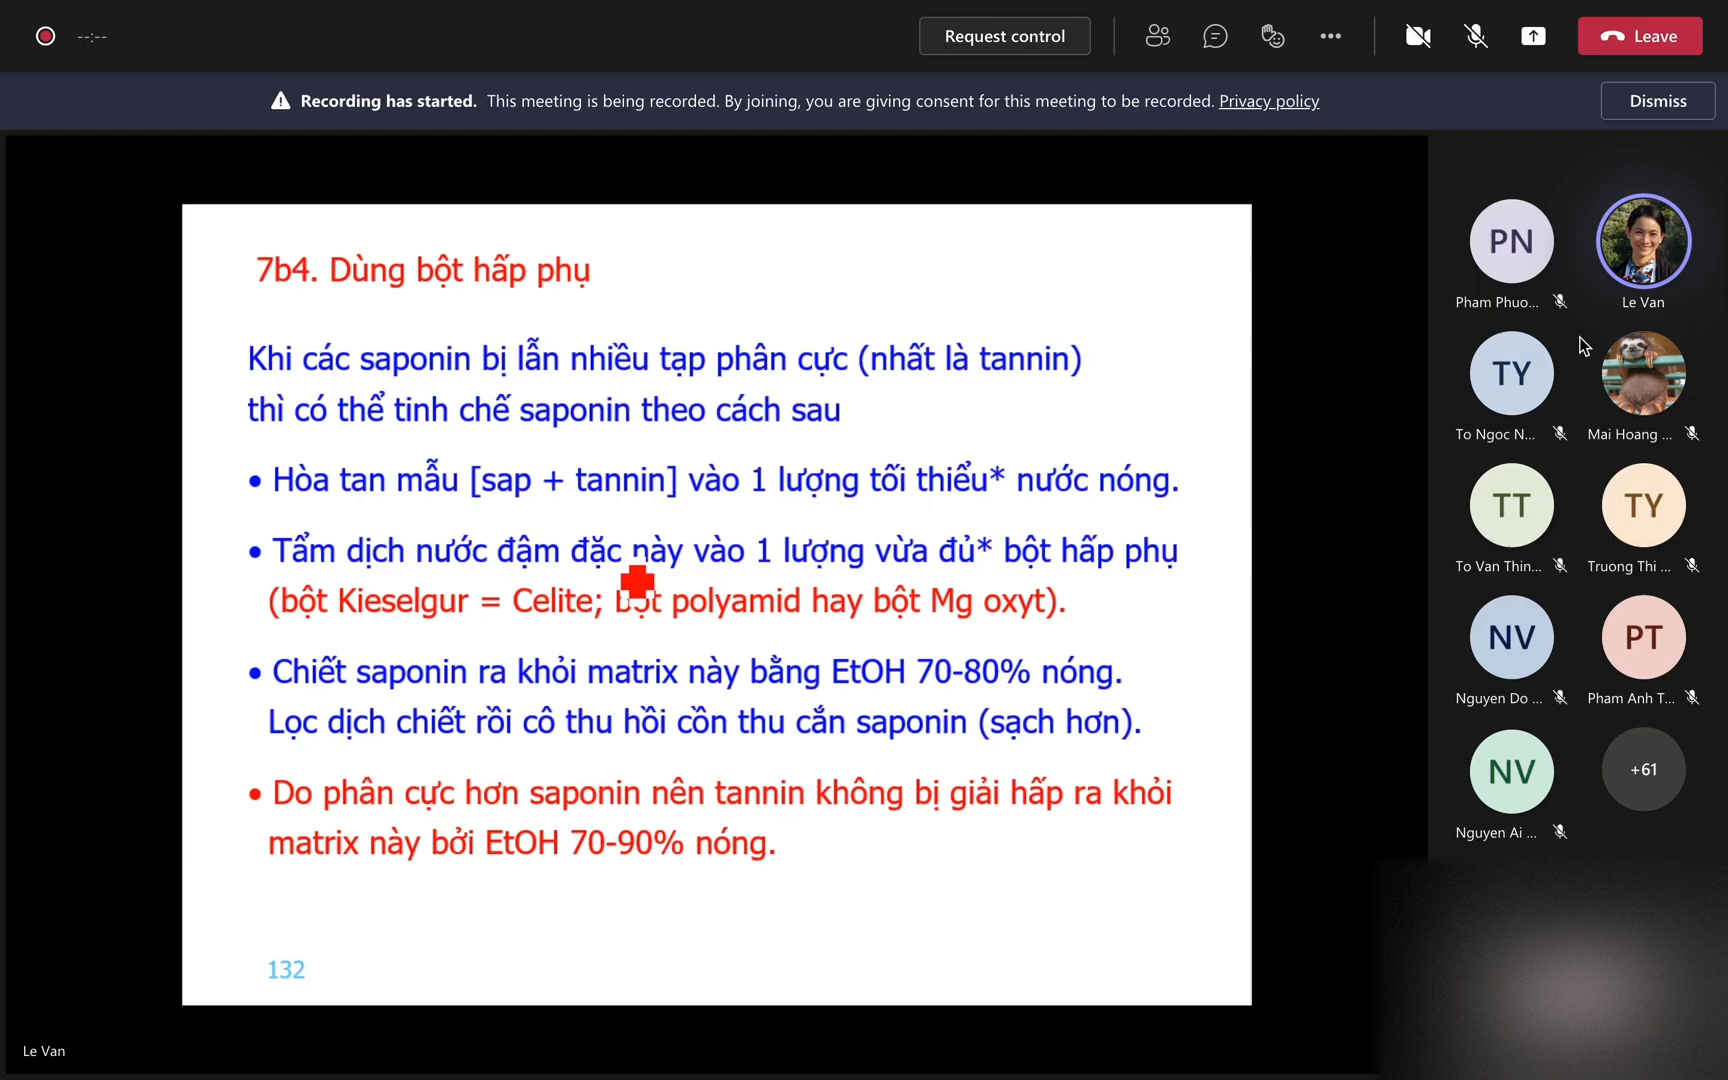 --:--
Request control
Leave
Recording has started. This meeting is being recorded. By joining, you are giving consent for this meeting to be recorded. Privacy policy
Dismiss
7b4. Dùng bột hấp phụ
Khi các saponin bị lẫn nhiều tạp phân cực (nhất là tannin)
thì có thể tinh chế saponin theo cách sau
• Hòa tan mẫu [sap + tannin] vào 1 lượng tối thiểu* nước nóng.
• Tẩm dịch nước đậm đặc này vào 1 lượng vừa đủ* bột hấp phụ
(bột Kieselgur = Celite; bột polyamid hay bột Mg oxyt).
• Chiết saponin ra khỏi matrix này bằng EtOH 70-80% nóng.
Lọc dịch chiết rồi cô thu hồi cồn thu cắn saponin (sạch hơn).
• Do phân cực hơn saponin nên tannin không bị giải hấp ra khỏi
matrix này bởi EtOH 70-90% nóng.
132
Le Van
PN
Pham Phuo...
Le Van
TY
To Ngoc N...
Mai Hoang ...
TT
To Van Thin...
TY
Truong Thi ...
NV
Nguyen Do ...
PT
Pham Anh T...
NV
Nguyen Ai ...
+61